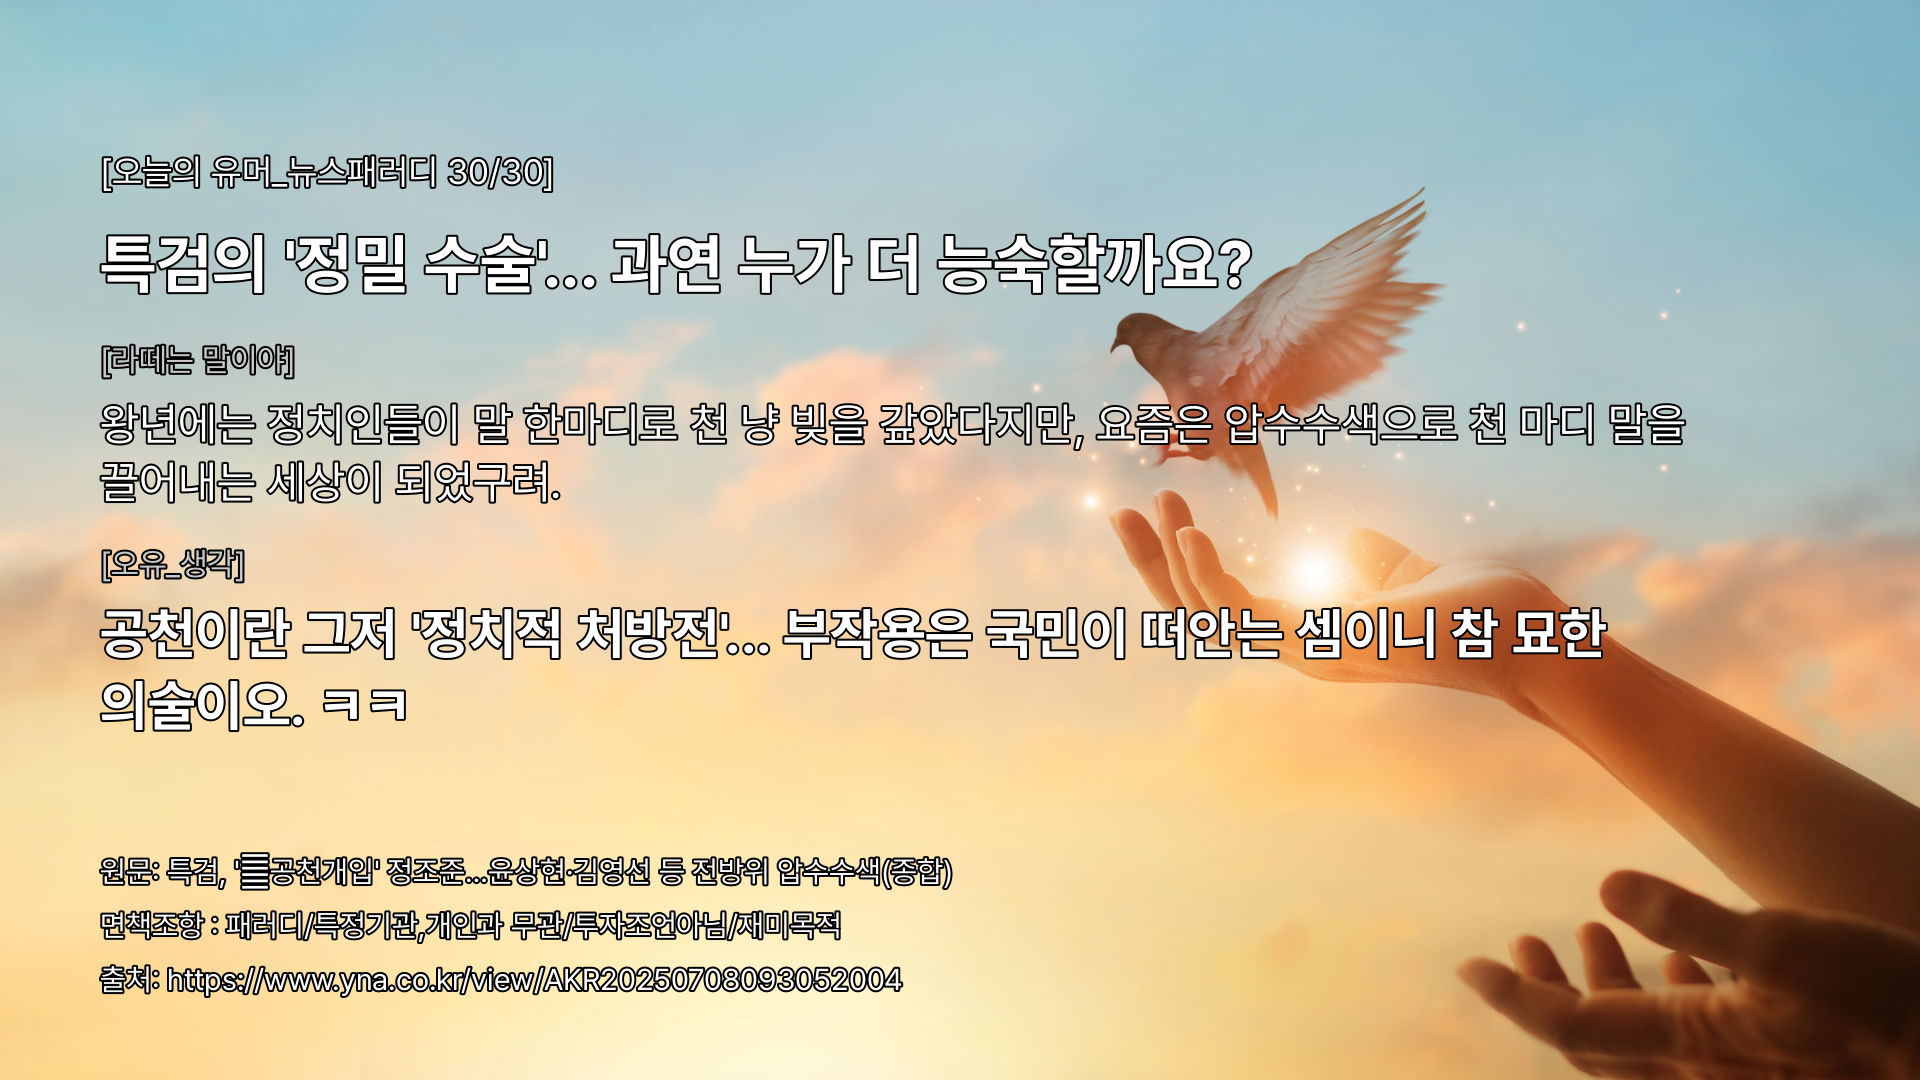 [오늘의 유머_뉴스패러디 30/30]
특검의 '정밀 수술'... 과연 누가 더 능숙할까요?
[라떼는 말이야]
왕년에는 정치인들이 말 한마디로 천 냥 빚을 갚았다지만, 요즘은 압수수색으로 천 마디 말을
끌어내는 세상이 되었구려.
[오유_생각]
공천이란 그저 '정치적 처방전'... 부작용은 국민이 떠안는 셈이니 참 묘한
의술이오. ㅋㅋ
원문: 특검, '공천개입' 정조준...윤상현·김영선 등 전방위 압수수색(종합)
면책조항 : 패러디/특정기관,개인과 무관/투자조언아님/재미목적
출처: https://www.yna.co.kr/view/AKR20250708093052004